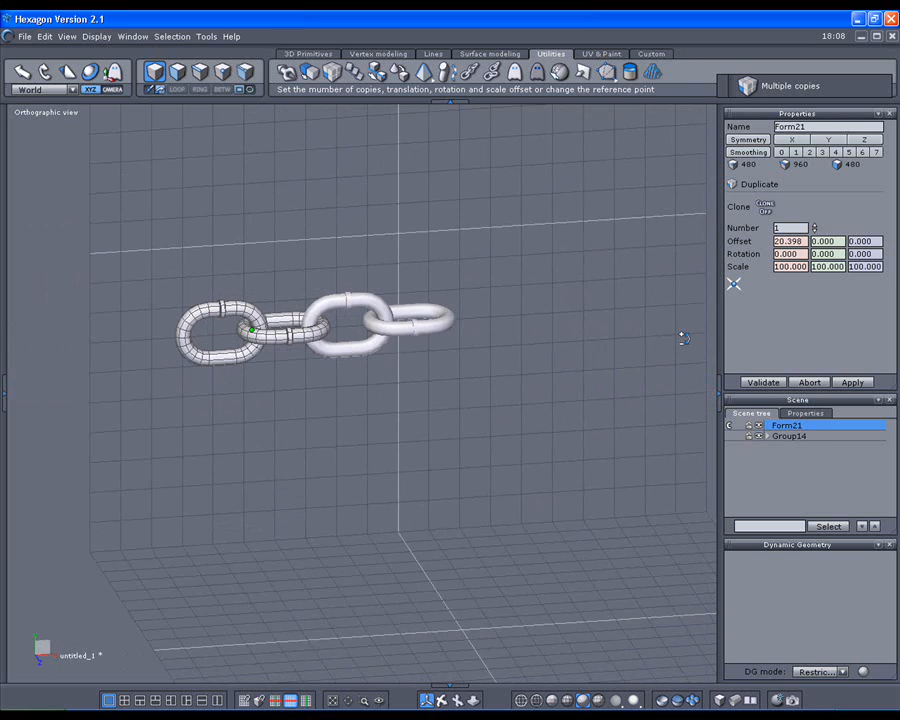 Hexagon Version 2.1
File Edit View Display Window Selection Tools Help 18:08
3D Primitives Vertex modeling Lines Surface modeling Utilities UV & Paint Custom
World XYZ CAMERA LOOP RING BETW
Set the mumber of copies, translation, rotation and scale offset or change the reference point
Multiple copies
Orthographic view
Properties
Name Form21
Symmetry X Y Z
Smoothing 0 1 2 3 4 5 6 7
480 960 480
Duplicate
Clone CLONE OFF
Number 1
Offset 20.398 0.000 0.000
Rotation 0.000 0.000 0.000
Scale 100.000 100.000 100.000
Validate Abort Apply
Scene
Scene tree Properties
Form21
Group14
Select
Dynamic Geometry
DG mode: Restric...
untitled_1 *